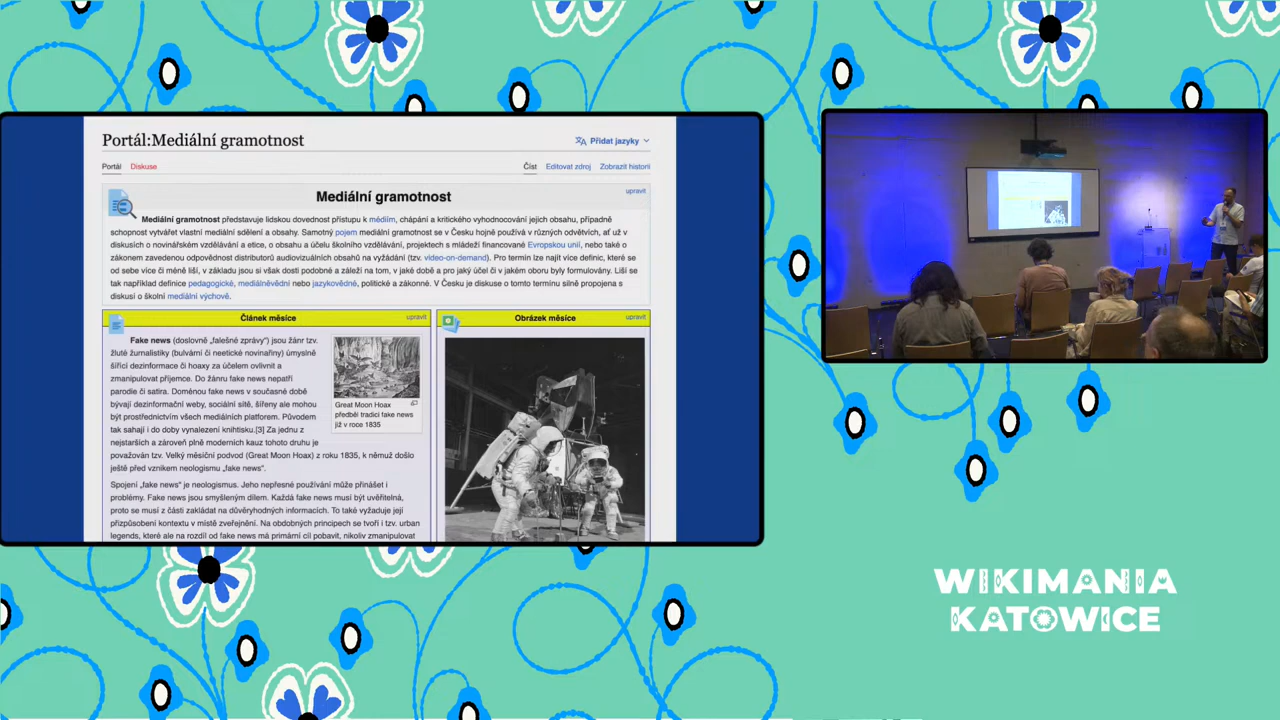 Portál:Mediální gramotnost
Přidat jazyky
Portál Diskuse
Číst Editovat zdroj Zobrazit historii
upravit
Mediální gramotnost
Mediální gramotnost představuje lidskou dovednost přístupu k médiím, chápání a kritického vyhodnocování jejich obsahu, případně
schopnost vytvářet vlastní mediální sdělení a obsahy. Samotný pojem mediální gramotnost se v Česku hojně používá v různých odvětvích, ať už v
diskusích o novinářském vzdělávání a etice, o obsahu a účelu školního vzdělávání, projektech s mládeží financované Evropskou unií, nebo také o
zákonem zavedenou odpovědnost distributorů audiovizuálních obsahů na vyžádání (tzv. video-on-demand). Pro termín lze najít více definic, které se
od sebe více či méně liší, v základu jsou si však dosti podobné a záleží na tom, v jaké době a pro jaký účel či v jakém oboru byly formulovány. Liší se
tak například definice pedagogické, mediálněvědní nebo jazykovědné, politické a zákonné. V Česku je diskuse o tomto termínu silně propojena s
diskusí o školní mediální výchově.
Článek měsíce
upravit
Fake news (doslovně „falešné zprávy“) jsou žánr tzv.
žluté žurnalistiky (bulvární či neetické novinařiny) úmyslně
šířící dezinformace či hoaxy za účelem ovlivnit a
zmanipulovat příjemce. Do žánru fake news nepatří
parodie či satira. Doménou fake news v současné době
bývají dezinformační weby, sociální sítě, šířeny ale mohou
být prostřednictvím všech mediálních platforem. Původem
tak sahají i do doby vynalezení knihtisku.[3] Za jednu z
nejstarších a zároveň plně moderních kauz tohoto druhu je
považován tzv. Velký měsíční podvod (Great Moon Hoax) z roku 1835, k němuž došlo
ještě před vznikem neologismu „fake news“.
Great Moon Hoax
předběl tradici fake news
již v roce 1835
Spojení „fake news“ je neologismus. Jeho nepřesné používání může přinášet i
problémy. Fake news jsou smyšleným dílem. Každá fake news musí být uvěřitelná,
proto se musí z části zakládat na důvěryhodných informacích. To také vyžaduje její
přizpůsobení kontextu v místě zveřejnění. Na obdobných principech se tvoří i tzv. urban
legends, které ale na rozdíl od fake news má primární cíl pobavit, nikoliv zmanipulovat
Obrázek měsíce
upravit
WIKIMANIA
KATOWICE